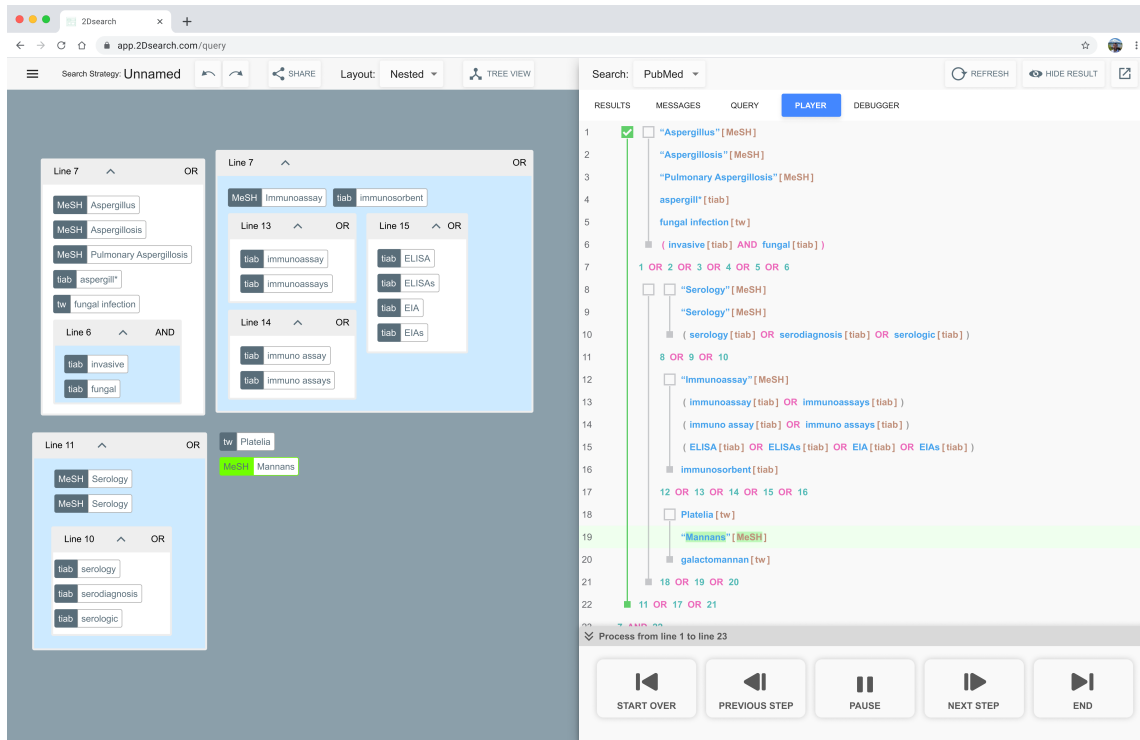 2Dsearch
app.2Dsearch.com/query
Search Strategy: Unnamed
SHARE
Layout: Nested
TREE VIEW
Line 7 OR
MeSH Aspergillus
MeSH Aspergillosis
MeSH Pulmonary Aspergillosis
tiab aspergill*
tw fungal infection
Line 6 AND
tiab invasive
tiab fungal
Line 7 OR
MeSH Immunoassay tiab immunosorbent
Line 13 OR
tiab immunoassay
tiab immunoassays
Line 14 OR
tiab immuno assay
tiab immuno assays
Line 15 OR
tiab ELISA
tiab ELISAs
tiab EIA
tiab EIAs
Line 11 OR
MeSH Serology
MeSH Serology
Line 10 OR
tiab serology
tiab serodiagnosis
tiab serologic
tw Platelia
MeSH Mannans
Search: PubMed
REFRESH
HIDE RESULT
RESULTS MESSAGES QUERY PLAYER DEBUGGER
1 “Aspergillus”[MeSH]
2 “Aspergillosis”[MeSH]
3 “Pulmonary Aspergillosis”[MeSH]
4 aspergill*[tiab]
5 fungal infection[tw]
6 (invasive[tiab] AND fungal[tiab])
7 1 OR 2 OR 3 OR 4 OR 5 OR 6
8 “Serology”[MeSH]
9 “Serology”[MeSH]
10 (serology[tiab] OR serodiagnosis[tiab] OR serologic[tiab])
11 8 OR 9 OR 10
12 “Immunoassay”[MeSH]
13 (immunoassay[tiab] OR immunoassays[tiab])
14 (immuno assay[tiab] OR immuno assays[tiab])
15 (ELISA[tiab] OR ELISAs[tiab] OR EIA[tiab] OR EIAs[tiab])
16 immunosorbent[tiab]
17 12 OR 13 OR 14 OR 15 OR 16
18 Platelia[tw]
19 “Mannans”[MeSH]
20 galactomannan[tw]
21 18 OR 19 OR 20
22 11 OR 17 OR 21
23 7 AND 22
Process from line 1 to line 23
START OVER
PREVIOUS STEP
PAUSE
NEXT STEP
END